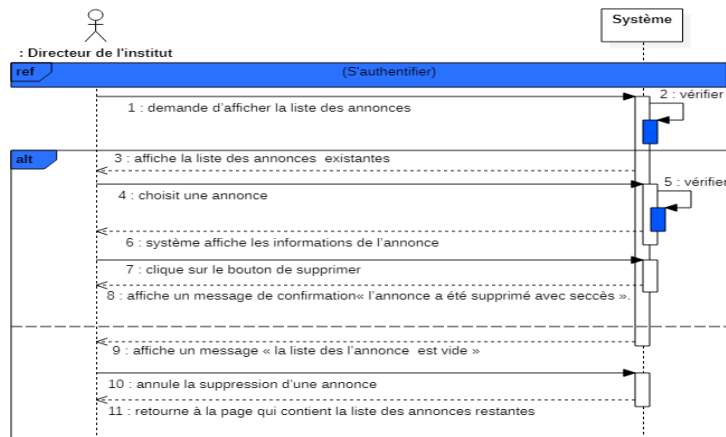 Système
: Directeur de l'institut
ref
(S'authentifier)
2 : vérifier
1 : demande d'afficher la liste des annonces
alt
3 : affiche la liste des annonces existantes
5 : vérifier
4 : choisit une annonce
6 : système affiche les informations de l'annonce
7 : clique sur le bouton de supprimer
8 : affiche un message de confirmation« l'annonce a été supprimé avec seccès ».
9 : affiche un message « la listes des l'annonce est vide »
10 : annule la suppression d'une annonce
11 : retourne à la page qui contient la liste des annonces restantes